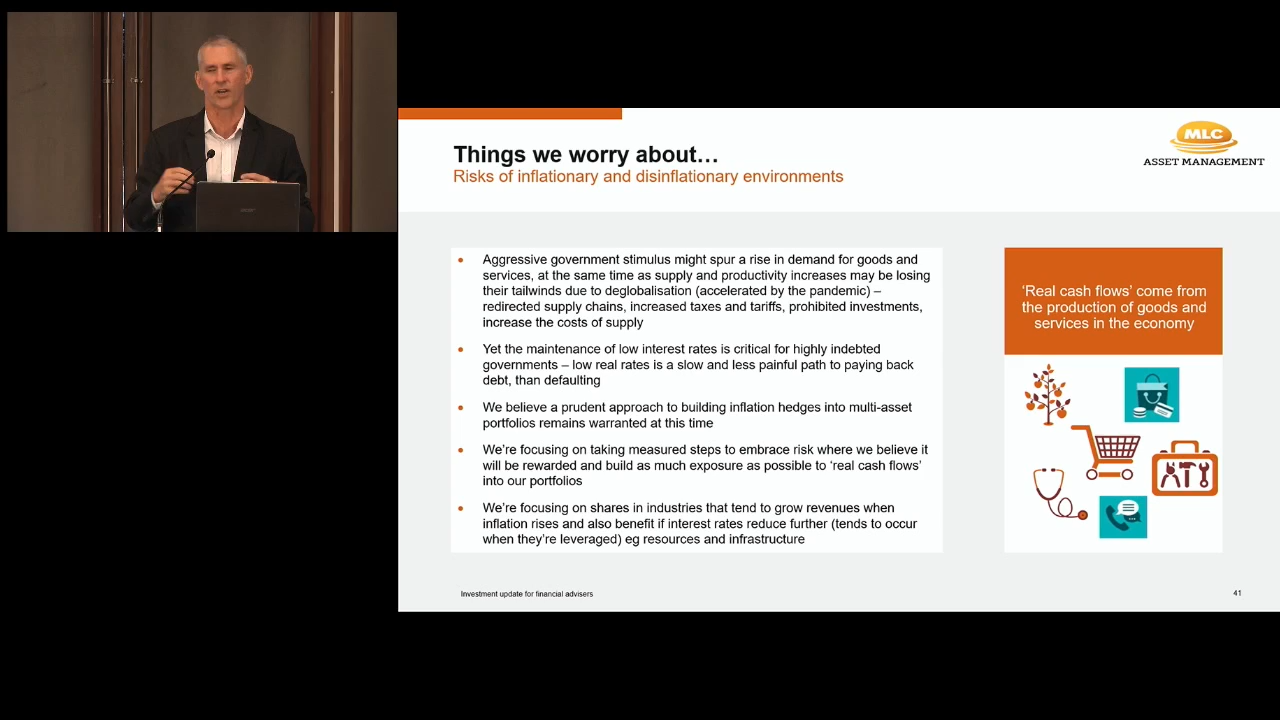 Things we worry about…
Risks of inflationary and disinflationary environments
MLC
ASSET MANAGEMENT
• Aggressive government stimulus might spur a rise in demand for goods and
services, at the same time as supply and productivity increases may be losing
their tailwinds due to deglobalisation (accelerated by the pandemic) –
redirected supply chains, increased taxes and tariffs, prohibited investments,
increase the costs of supply
• Yet the maintenance of low interest rates is critical for highly indebted
governments – low real rates is a slow and less painful path to paying back
debt, than defaulting
• We believe a prudent approach to building inflation hedges into multi-asset
portfolios remains warranted at this time
• We're focusing on taking measured steps to embrace risk where we believe it
will be rewarded and build as much exposure as possible to 'real cash flows'
into our portfolios
• We're focusing on shares in industries that tend to grow revenues when
inflation rises and also benefit if interest rates reduce further (tends to occur
when they're leveraged) eg resources and infrastructure
'Real cash flows' come from
the production of goods and
services in the economy
Investment update for financial advisers
41